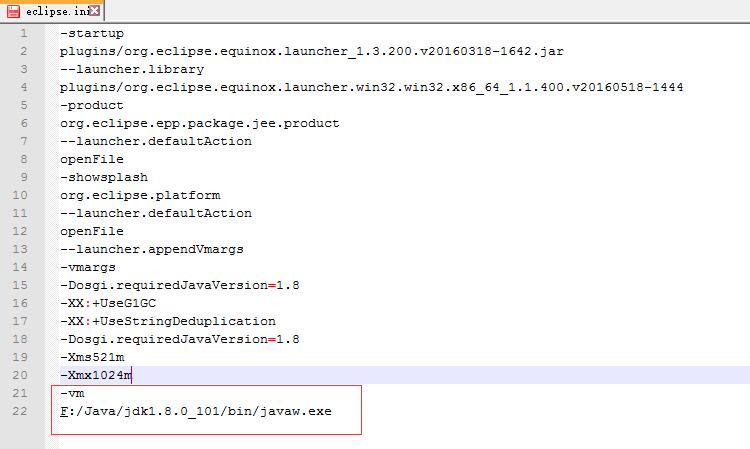 eclipse.ini
1 -startup
2 plugins/org.eclipse.equinox.launcher_1.3.200.v20160318-1642.jar
3 --launcher.library
4 plugins/org.eclipse.equinox.launcher.win32.win32.x86_64_1.1.400.v20160518-1444
5 -product
6 org.eclipse.epp.package.jee.product
7 --launcher.defaultAction
8 openFile
9 -showsplash
10 org.eclipse.platform
11 --launcher.defaultAction
12 openFile
13 --launcher.appendVmargs
14 -vmargs
15 -Dosgi.requiredJavaVersion=1.8
16 -XX:+UseG1GC
17 -XX:+UseStringDeduplication
18 -Dosgi.requiredJavaVersion=1.8
19 -Xms521m
20 -Xmx1024m
21 -vm
22 F:/Java/jdk1.8.0_101/bin/javaw.exe